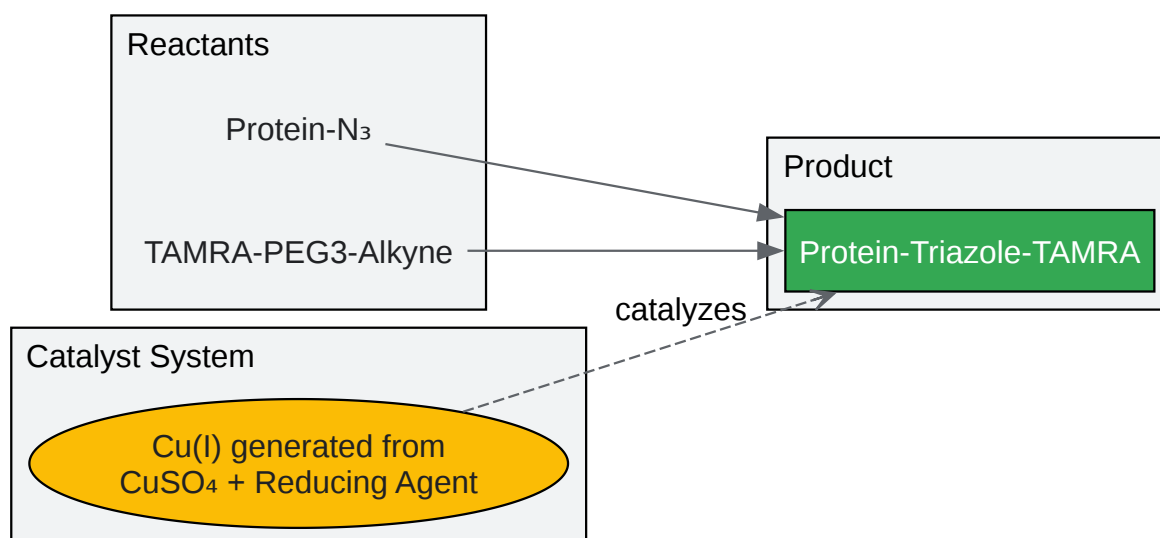 Reactants
Protein-N₃
TAMRA-PEG3-Alkyne
Product
Protein-Triazole-TAMRA
catalyzes
Catalyst System
Cu(I) generated from
CuSO₄ + Reducing Agent